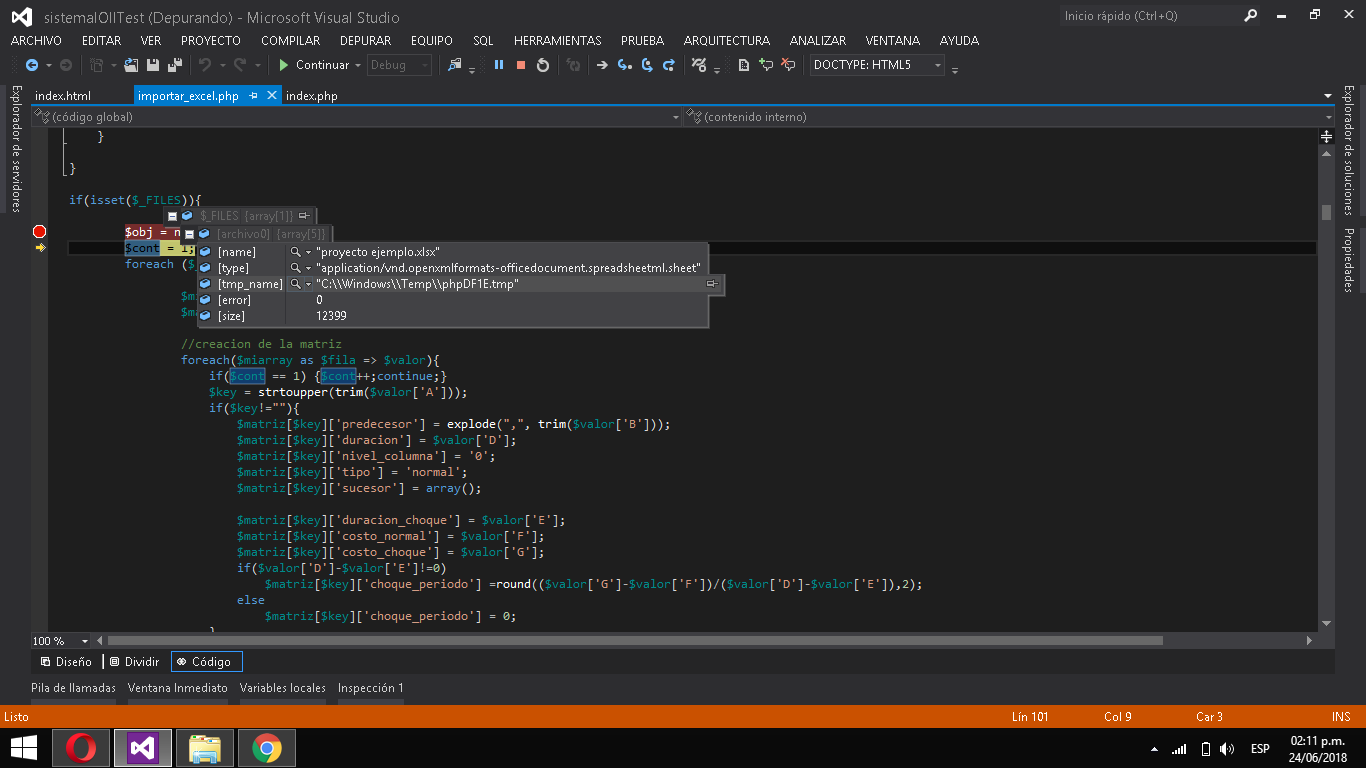 sistemaIOIITest (Depurando) - Microsoft Visual Studio
Inicio rápido (Ctrl+Q)
ARCHIVO EDITAR VER PROYECTO COMPILAR DEPURAR EQUIPO SQL HERRAMIENTAS PRUEBA ARQUITECTURA ANALIZAR VENTANA AYUDA
Continuar Debug DOCTYPE: HTML5
index.html importar_excel.php index.php
(código global) (contenido interno)
Explorador de servidores
Explorador de soluciones
Propiedades
}
}
if(isset($_FILES)){
$_FILES {array[1]}
$obj = n [archivo0] {array[5]}
$cont = 1; [name] "proyecto ejemplo.xlsx"
foreach ($ [type] "application/vnd.openxmlformats-officedocument.spreadsheetml.sheet"
[tmp_name] "C:\\Windows\\Temp\\phpDF1E.tmp"
$m [error] 0
$m [size] 12399
//creacion de la matriz
foreach($miarray as $fila => $valor){
if($cont == 1) {$cont++;continue;}
$key = strtoupper(trim($valor['A']));
if($key!=""){
$matriz[$key]['predecesor'] = explode(",", trim($valor['B']));
$matriz[$key]['duracion'] = $valor['D'];
$matriz[$key]['nivel_columna'] = '0';
$matriz[$key]['tipo'] = 'normal';
$matriz[$key]['sucesor'] = array();
$matriz[$key]['duracion_choque'] = $valor['E'];
$matriz[$key]['costo_normal'] = $valor['F'];
$matriz[$key]['costo_choque'] = $valor['G'];
if($valor['D']-$valor['E']!=0)
$matriz[$key]['choque_periodo'] =round(($valor['G']-$valor['F'])/($valor['D']-$valor['E']),2);
else
$matriz[$key]['choque_periodo'] = 0;
}
100 %
Diseño Dividir Código
Pila de llamadas Ventana Inmediato Variables locales Inspección 1
Listo Lín 101 Col 9 Car 3 INS
ESP
02:11 p.m.
24/06/2018